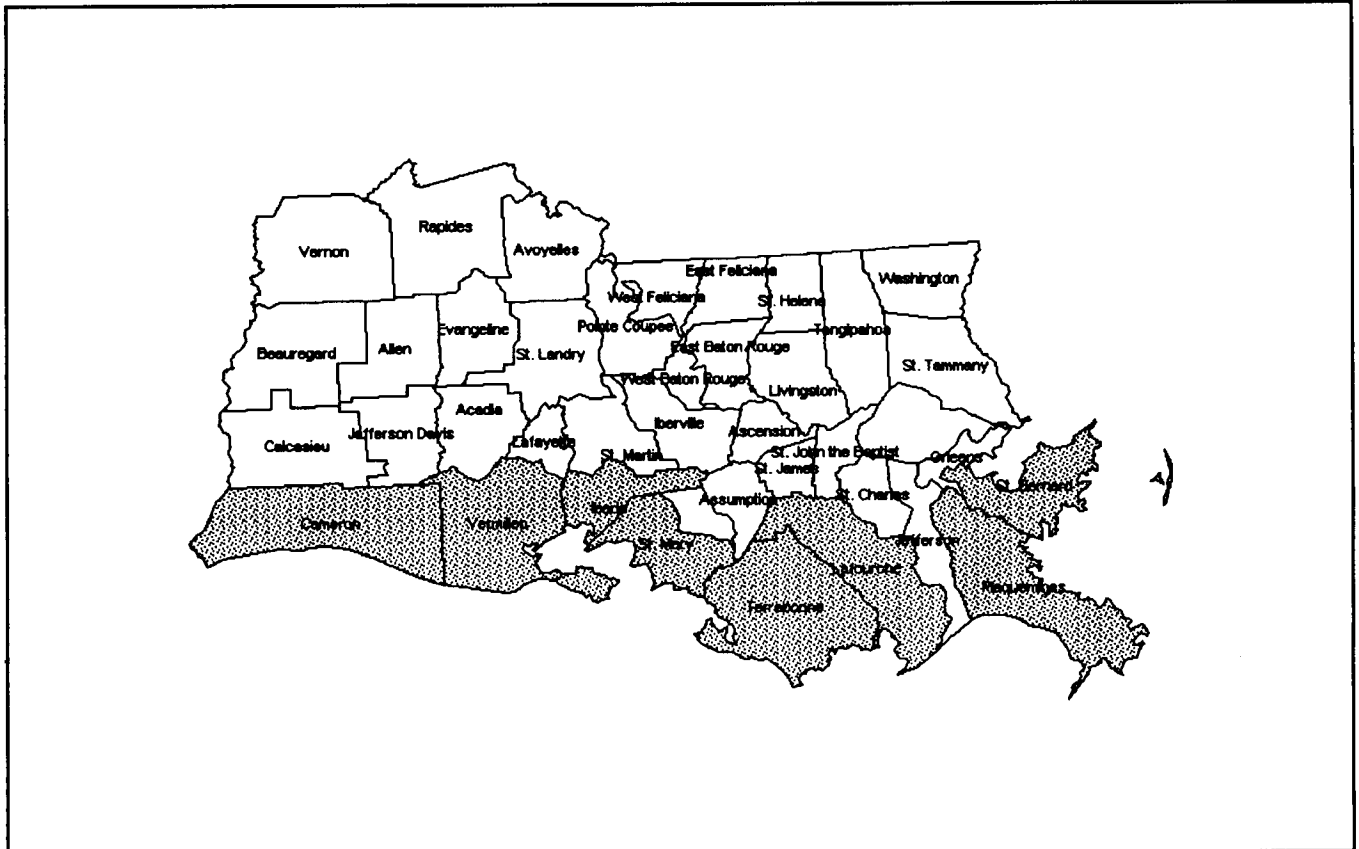 Rapides
Vernon
Avoyelles
East Feliciana
Washington
West Feliciana
St. Helena
Pointe Coupee
Evangeline
Tangipahoa
Beauregard
Allen
St. Landry
East Baton Rouge
St. Tammany
West Baton Rouge
Livingston
Acadia
Jefferson Davis
Iberville
Ascension
Calcasieu
Lafayette
St. Martin
St. John the Baptist
Orleans
St. James
St. Bernard
St. Charles
Assumption
Iberia
Cameron
Vermilion
St. Mary
Jefferson
Lafourche
Plaquemines
Terrebonne